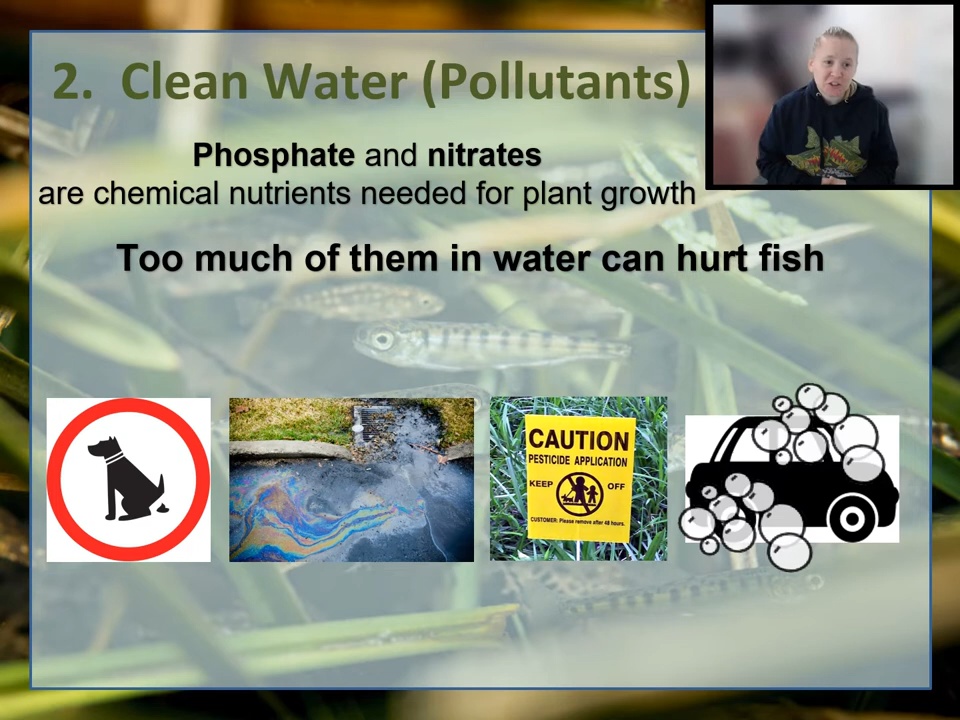 2. Clean Water (Pollutants)
Phosphate and nitrates
are chemical nutrients needed for plant growth
Too much of them in water can hurt fish
CAUTION
PESTICIDE APPLICATION
KEEP OFF
CUSTOMER: Please remove after 48 hours.